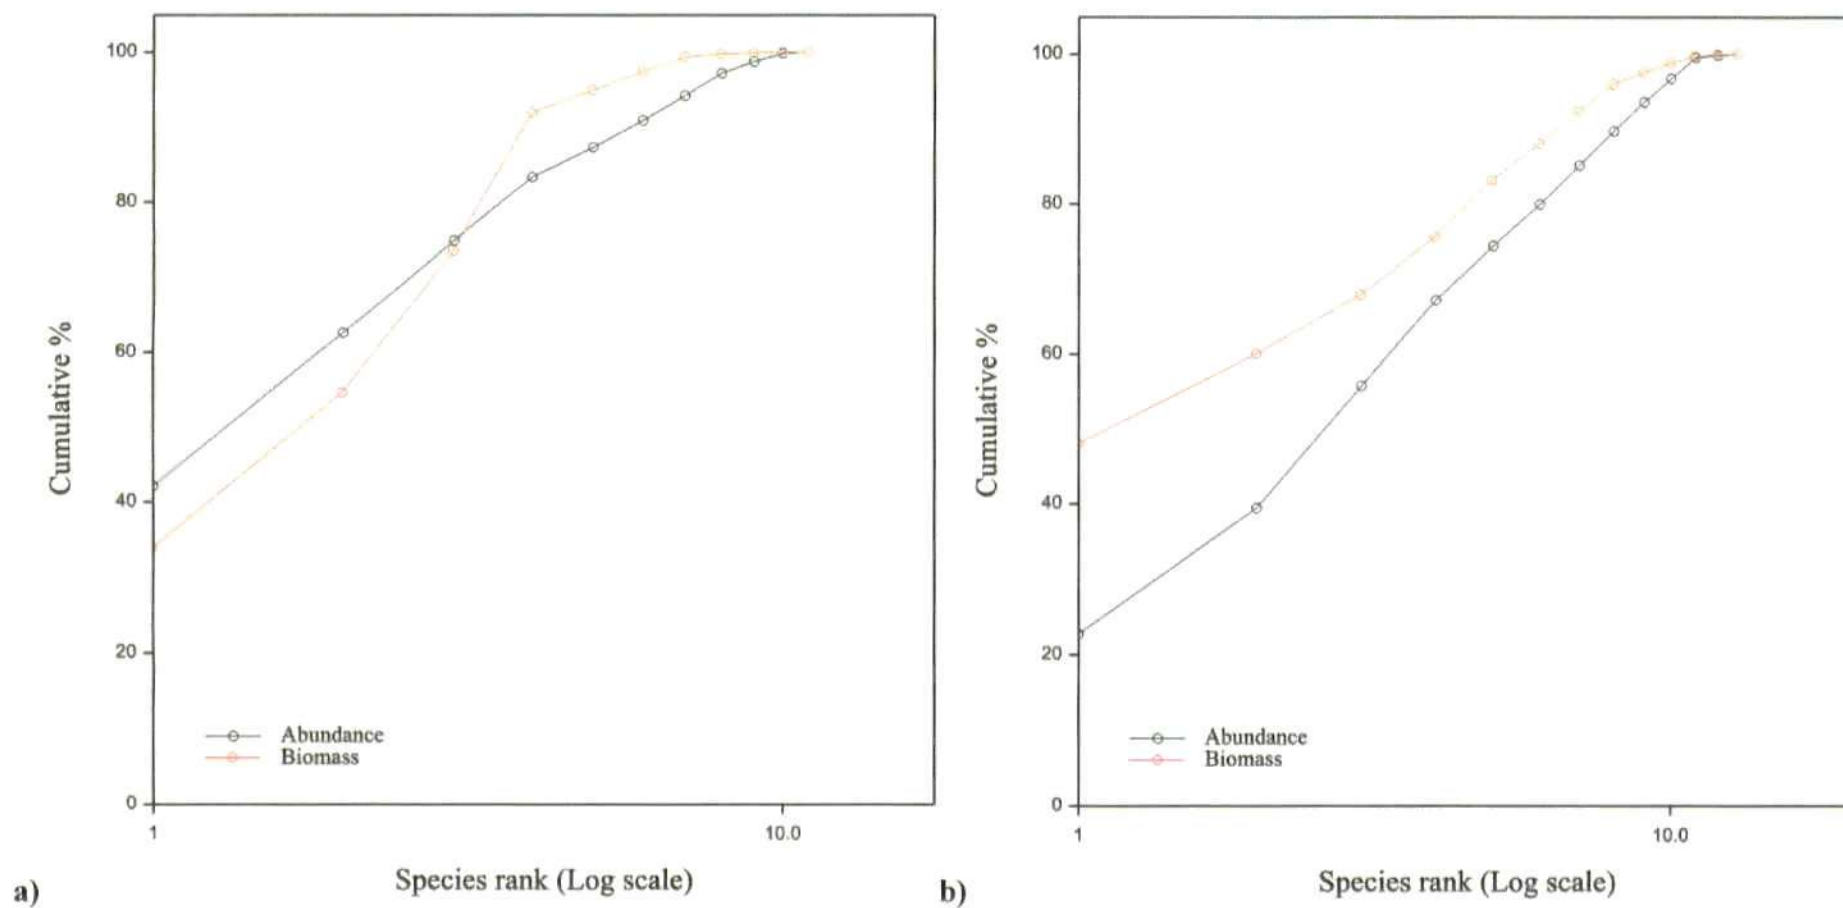 100
80
60
40
20
0
Cumulative %
Abundance
Biomass
1
10.0
Species rank (Log scale)
a)
100
80
60
40
20
0
Cumulative %
Abundance
Biomass
1
10.0
Species rank (Log scale)
b)